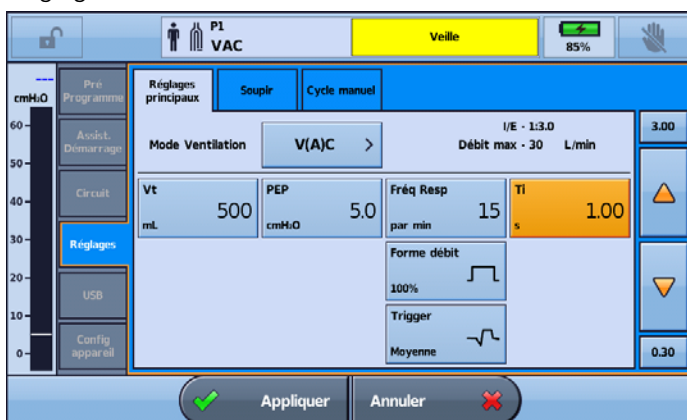 P1
VAC
Veille
85%
---
cmH2O
60
50
40
30
20
10
0
Pré
Programme
Assist.
Démarrage
Circuit
Réglages
USB
Config
appareil
Réglages
principaux
Soupir
Cycle manuel
Mode Ventilation
V(A)C >
I/E - 1:3.0
Débit max - 30 L/min
Vt
500
mL
PEP
5.0
cmH2O
Fréq Resp
15
par min
Ti
1.00
s
Forme débit
100%
Trigger
Moyenne
3.00
0.30
Appliquer
Annuler